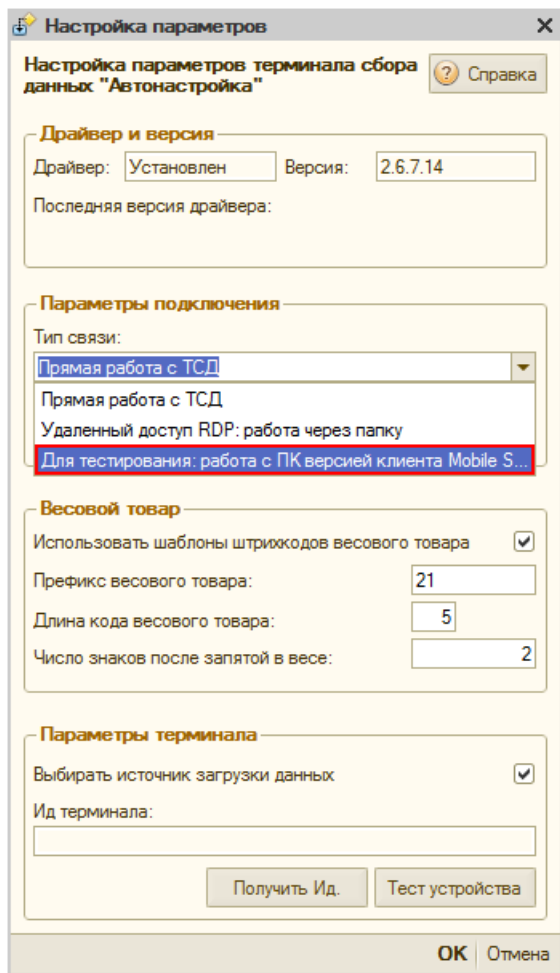 Настройка параметров
Настройка параметров терминала сбора
данных "Автонастройка"
Справка
Драйвер и версия
Драйвер: Установлен Версия: 2.6.7.14
Последняя версия драйвера:
Параметры подключения
Тип связи:
Прямая работа с ТСД
Прямая работа с ТСД
Удаленный доступ RDP: работа через папку
Для тестирования: работа с ПК версией клиента Mobile S...
Весовой товар
Использовать шаблоны штрихкодов весового товара
Префикс весового товара: 21
Длина кода весового товара: 5
Число знаков после запятой в весе: 2
Параметры терминала
Выбирать источник загрузки данных
Ид терминала:
Получить Ид. Тест устройства
OK Отмена